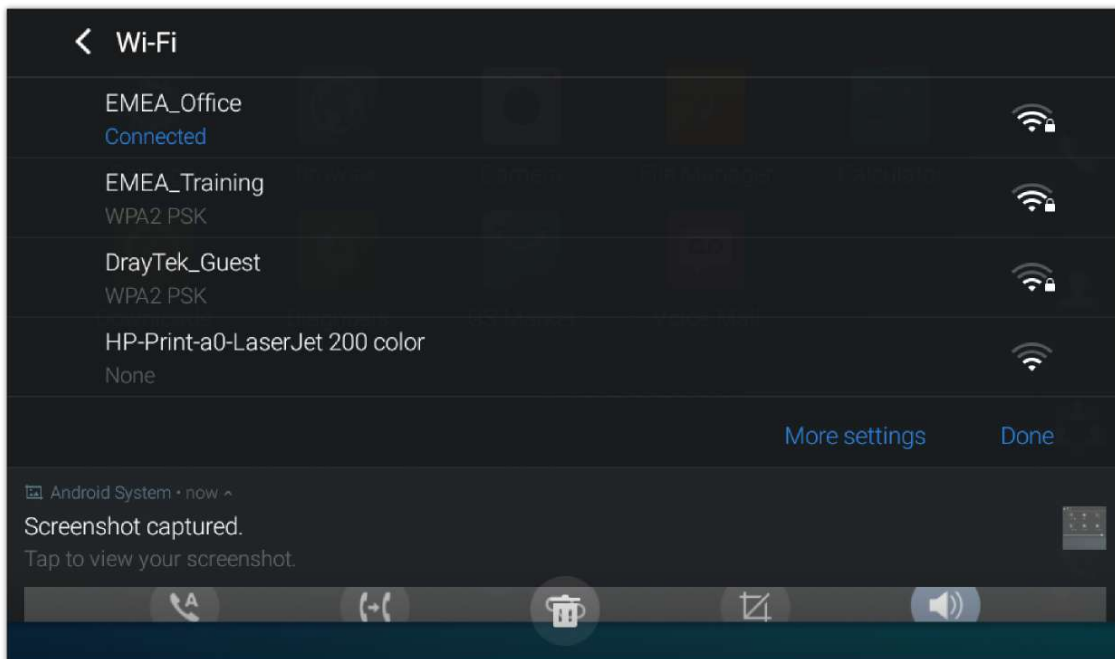 Wi-Fi
EMEA_Office
Connected
EMEA_Training
WPA2 PSK
DrayTek_Guest
WPA2 PSK
HP-Print-a0-LaserJet 200 color
None
More settings
Done
Android System • now
Screenshot captured.
Tap to view your screenshot.
A